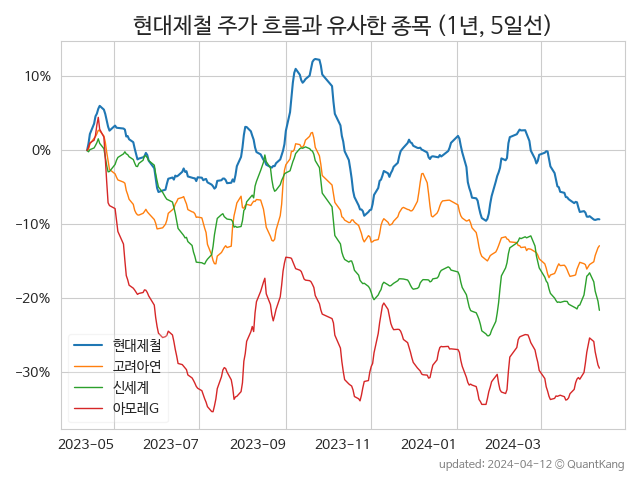 현대제철 주가 흐름과 유사한 종목 (1년, 5일선)
10%
0%
−10%
−20%
−30%
현대제철
고려아연
신세계
아모레G
2023-05 2023-07 2023-09 2023-11 2024-01 2024-03
updated: 2024-04-12 © QuantKang